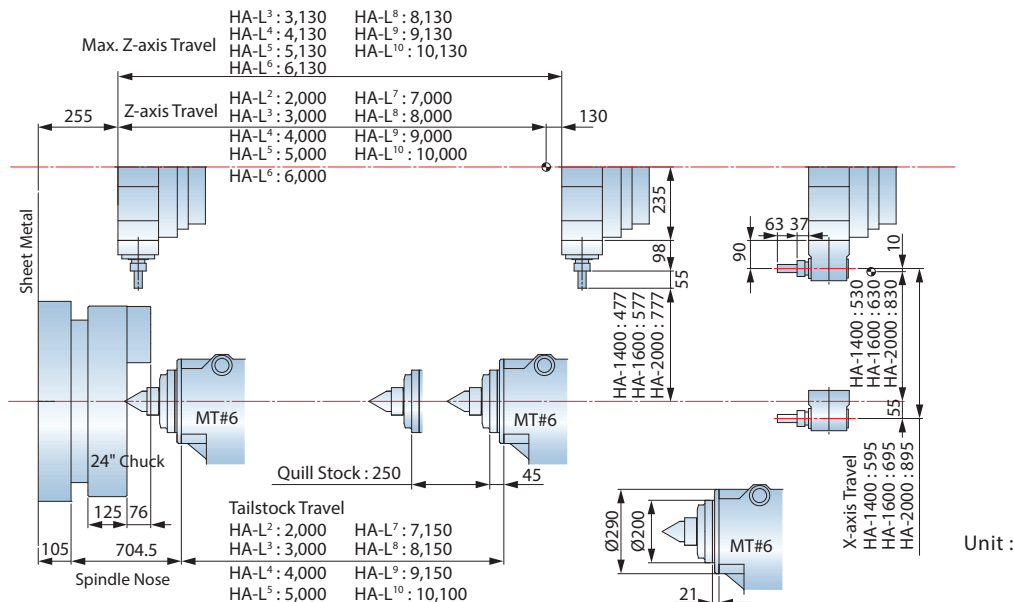 HA-L³ : 3,130 HA-L⁸ : 8,130
HA-L⁴ : 4,130 HA-L⁹ : 9,130
Max. Z-axis Travel
HA-L⁵ : 5,130 HA-L¹⁰ : 10,130
HA-L⁶ : 6,130
Z-axis Travel
HA-L² : 2,000 HA-L⁷ : 7,000
HA-L³ : 3,000 HA-L⁸ : 8,000
HA-L⁴ : 4,000 HA-L⁹ : 9,000
HA-L⁵ : 5,000 HA-L¹⁰ : 10,000
HA-L⁶ : 6,000
255
130
Sheet Metal
235
98
55
HA-1400 : 477
HA-1600 : 577
HA-2000 : 777
63 37
90
10
HA-1400 : 530
HA-1600 : 630
HA-2000 : 830
55
X-axis Travel
HA-1400 : 595
HA-1600 : 695
HA-2000 : 895
MT#6
MT#6
24" Chuck
Quill Stock : 250
45
125 76
105 704.5
Spindle Nose
Tailstock Travel
HA-L² : 2,000 HA-L⁷ : 7,150
HA-L³ : 3,000 HA-L⁸ : 8,150
HA-L⁴ : 4,000 HA-L⁹ : 9,150
HA-L⁵ : 5,000 HA-L¹⁰ : 10,100
Ø290
Ø200
MT#6
21
Unit :